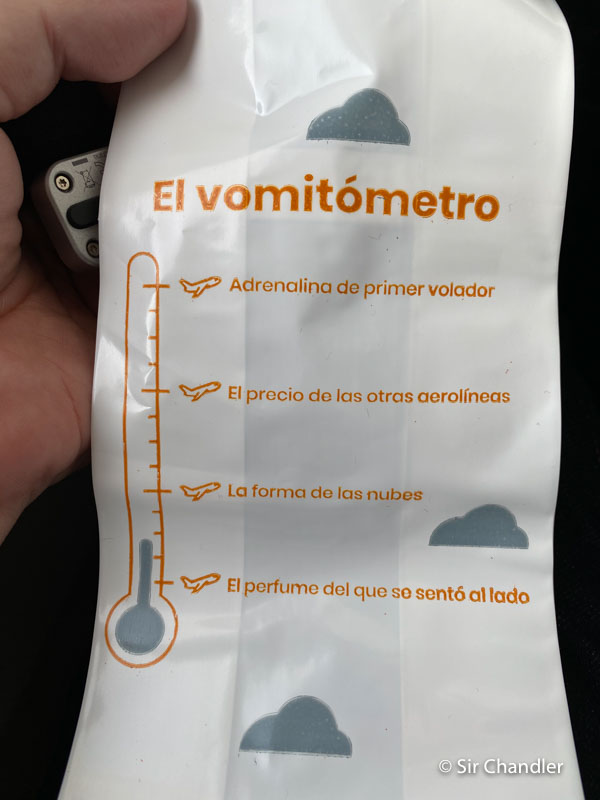 El vomitómetro
Adrenalina de primer volador
El precio de las otras aerolíneas
La forma de las nubes
El perfume del que se sentó al lado
© Sir Chandler